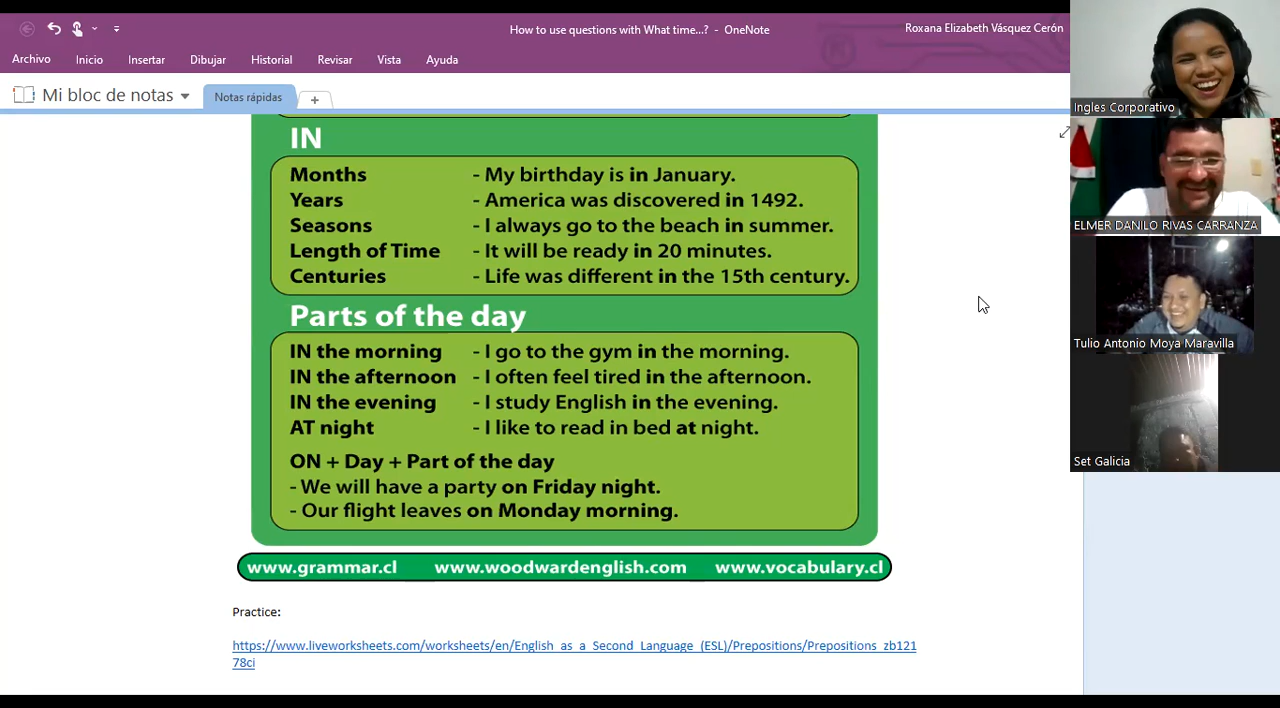 How to use questions with What time...? - OneNote
Roxana Elizabeth Vásquez Cerón
Archivo Inicio Insertar Dibujar Historial Revisar Vista Ayuda
Mi bloc de notas Notas rápidas
IN
Months - My birthday is in January.
Years - America was discovered in 1492.
Seasons - I always go to the beach in summer.
Length of Time - It will be ready in 20 minutes.
Centuries - Life was different in the 15th century.
Parts of the day
IN the morning - I go to the gym in the morning.
IN the afternoon - I often feel tired in the afternoon.
IN the evening - I study English in the evening.
AT night - I like to read in bed at night.
ON + Day + Part of the day
- We will have a party on Friday night.
- Our flight leaves on Monday morning.
www.grammar.cl www.woodwardenglish.com www.vocabulary.cl
Practice:
https://www.liveworksheets.com/worksheets/en/English_as_a_Second_Language_(ESL)/Prepositions/Prepositions_zb121
78ci
Ingles Corporativo
ELMER DANILO RIVAS CARRANZA
Tulio Antonio Moya Maravilla
Set Galicia